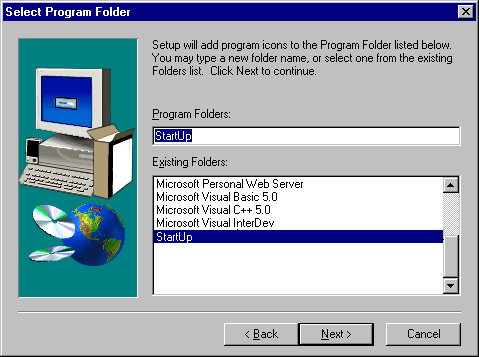 Select Program Folder
Setup will add program icons to the Program Folder listed below.
You may type a new folder name, or select one from the existing
Folders list.  Click Next to continue.
Program Folders:
StartUp
Existing Folders:
Microsoft Personal Web Server
Microsoft Visual Basic 5.0
Microsoft Visual C++ 5.0
Microsoft Visual InterDev
StartUp
< Back
Next >
Cancel